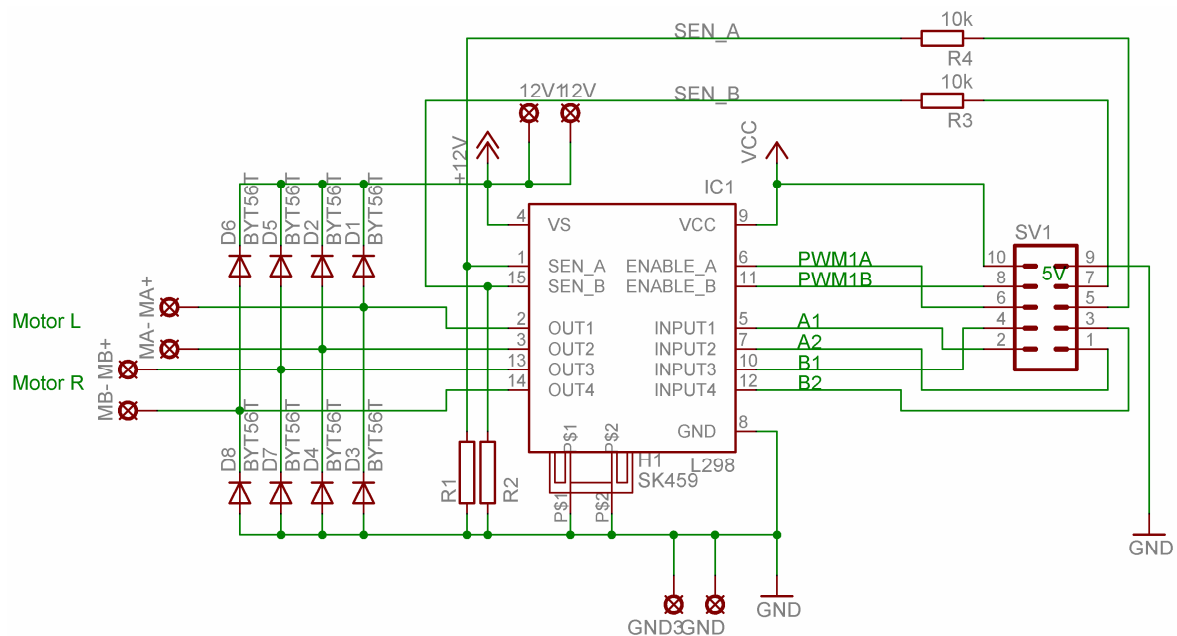 10k
SEN_A
R4
10k
12V1 12V
SEN_B
R3
+12V
VCC
IC1
D6
BYT56T
D5
BYT56T
D2
BYT56T
D1
BYT56T
4 VS
VCC 9
SV1
1 SEN_A
ENABLE_A 6
PWM1A
10
9
5V
15 SEN_B
ENABLE_B 11
PWM1B
8
7
MA- MA+
6
5
Motor L
2 OUT1
INPUT1 5
A1
4
3
3 OUT2
INPUT2 7
A2
2
1
MB- MB+
13 OUT3
INPUT3 10
B1
Motor R
14 OUT4
INPUT4 12
B2
GND 8
P$1
P$2
D8
BYT56T
D7
BYT56T
D4
BYT56T
D3
BYT56T
H1
L298
SK459
R1
R2
P$1
P$2
GND
GND
GND3
GND